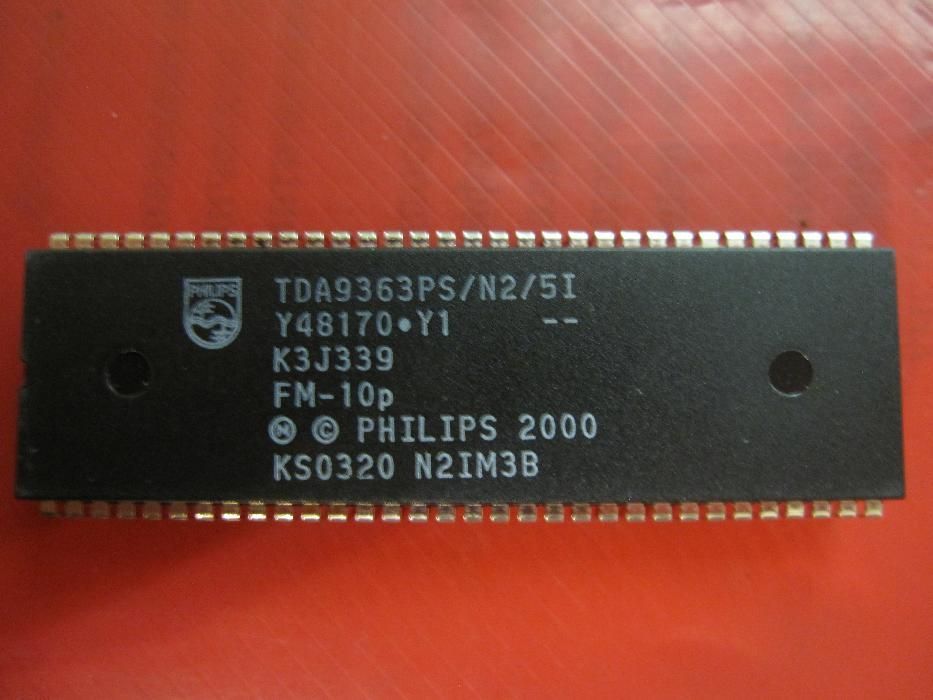 PHILIPS
TDA9363PS/N2/5I
Y48170•Y1 --
K3J339
FM-10p
Ⓜ © PHILIPS 2000
KS0320 N2IM3B